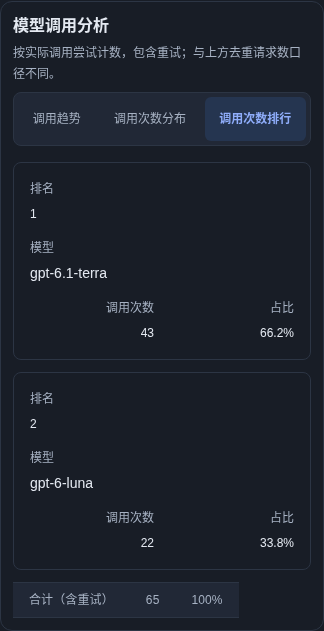 模型调用分析
按实际调用尝试计数，包含重试；与上方去重请求数口
径不同。
调用趋势 调用次数分布 调用次数排行
排名
1
模型
gpt-6.1-terra
调用次数 占比
43 66.2%
排名
2
模型
gpt-6-luna
调用次数 占比
22 33.8%
合计（含重试） 65 100%